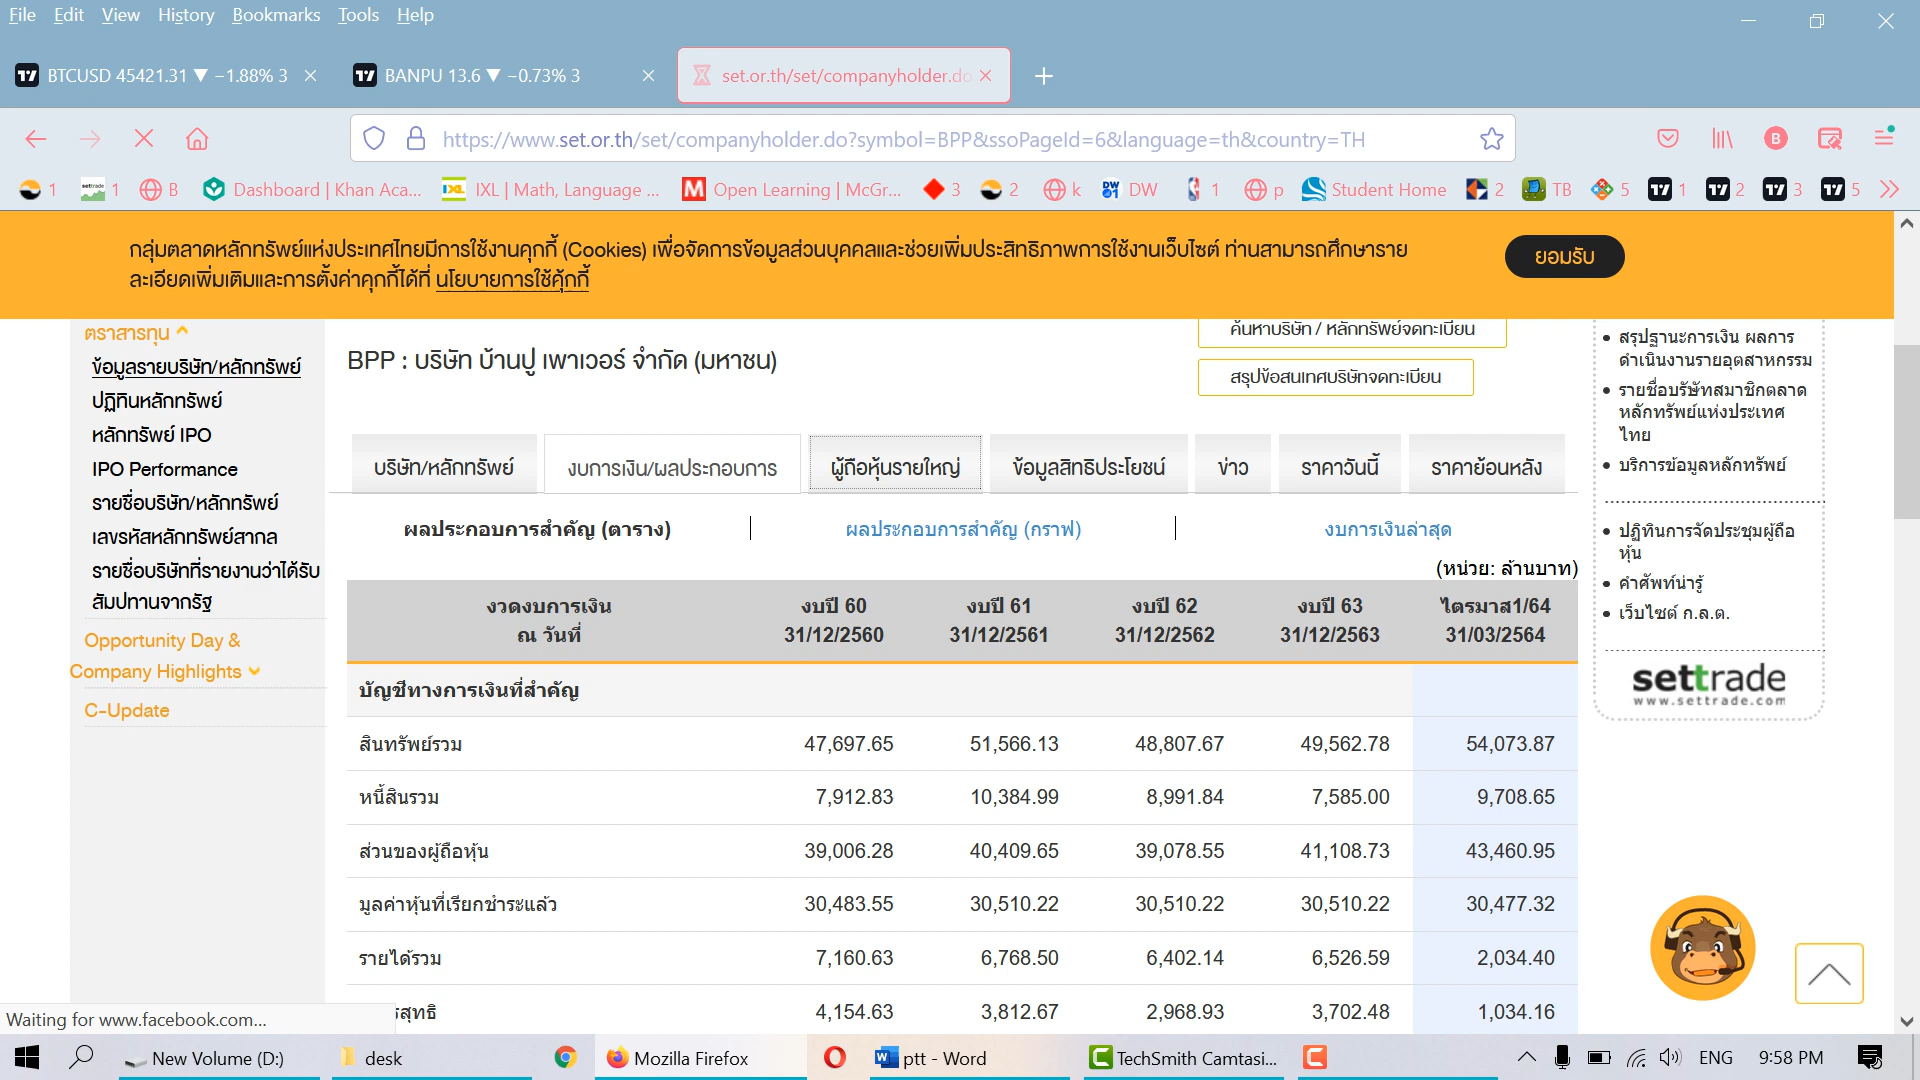 File Edit View History Bookmarks Tools Help
BTCUSD 45421.31 ▼ −1.88% 3
BANPU 13.6 ▼ −0.73% 3
set.or.th/set/companyholder.do
https://www.set.or.th/set/companyholder.do?symbol=BPP&ssoPageId=6&language=th&country=TH
1 1 B Dashboard | Khan Aca... IXL | Math, Language ... Open Learning | McGr... 3 2 k DW 1 p Student Home 2 TB 5 1 2 3 5
กลุ่มตลาดหลักทรัพย์แห่งประเทศไทยมีการใช้งานคุกกี้ (Cookies) เพื่อจัดการข้อมูลส่วนบุคคลและช่วยเพิ่มประสิทธิภาพการใช้งานเว็บไซต์ ท่านสามารถศึกษาราย
ละเอียดเพิ่มเติมและการตั้งค่าคุกกี้ได้ที่ นโยบายการใช้คุ้กกี้
ยอมรับ
ตราสารทุน
ข้อมูลรายบริษัท/หลักทรัพย์
ปฏิทินหลักทรัพย์
หลักทรัพย์ IPO
IPO Performance
รายชื่อบริษัท/หลักทรัพย์
เลขรหัสหลักทรัพย์สากล
รายชื่อบริษัทที่รายงานว่าได้รับ
สัมปทานจากรัฐ
Opportunity Day &
Company Highlights
C-Update
BPP : บริษัท บ้านปู เพาเวอร์ จำกัด (มหาชน)
ค้นหาบริษัท / หลักทรัพย์จดทะเบียน
สรุปข้อสนเทศบริษัทจดทะเบียน
บริษัท/หลักทรัพย์ งบการเงิน/ผลประกอบการ ผู้ถือหุ้นรายใหญ่ ข้อมูลสิทธิประโยชน์ ข่าว ราคาวันนี้ ราคาย้อนหลัง
ผลประกอบการสำคัญ (ตาราง) ผลประกอบการสำคัญ (กราฟ) งบการเงินล่าสุด
(หน่วย: ล้านบาท)
งวดงบการเงิน งบปี 60 งบปี 61 งบปี 62 งบปี 63 ไตรมาส1/64
ณ วันที่ 31/12/2560 31/12/2561 31/12/2562 31/12/2563 31/03/2564
บัญชีทางการเงินที่สำคัญ
สินทรัพย์รวม 47,697.65 51,566.13 48,807.67 49,562.78 54,073.87
หนี้สินรวม 7,912.83 10,384.99 8,991.84 7,585.00 9,708.65
ส่วนของผู้ถือหุ้น 39,006.28 40,409.65 39,078.55 41,108.73 43,460.95
มูลค่าหุ้นที่เรียกชำระแล้ว 30,483.55 30,510.22 30,510.22 30,510.22 30,477.32
รายได้รวม 7,160.63 6,768.50 6,402.14 6,526.59 2,034.40
รสุทธิ 4,154.63 3,812.67 2,968.93 3,702.48 1,034.16
สรุปฐานะการเงิน ผลการ
ดำเนินงานรายอุตสาหกรรม
รายชื่อบริษัทสมาชิกตลาด
หลักทรัพย์แห่งประเทศ
ไทย
บริการข้อมูลหลักทรัพย์
ปฏิทินการจัดประชุมผู้ถือ
หุ้น
คำศัพท์น่ารู้
เว็บไซต์ ก.ล.ต.
settrade
www.settrade.com
Waiting for www.facebook.com...
New Volume (D:) desk Mozilla Firefox ptt - Word TechSmith Camtasi... ENG 9:58 PM